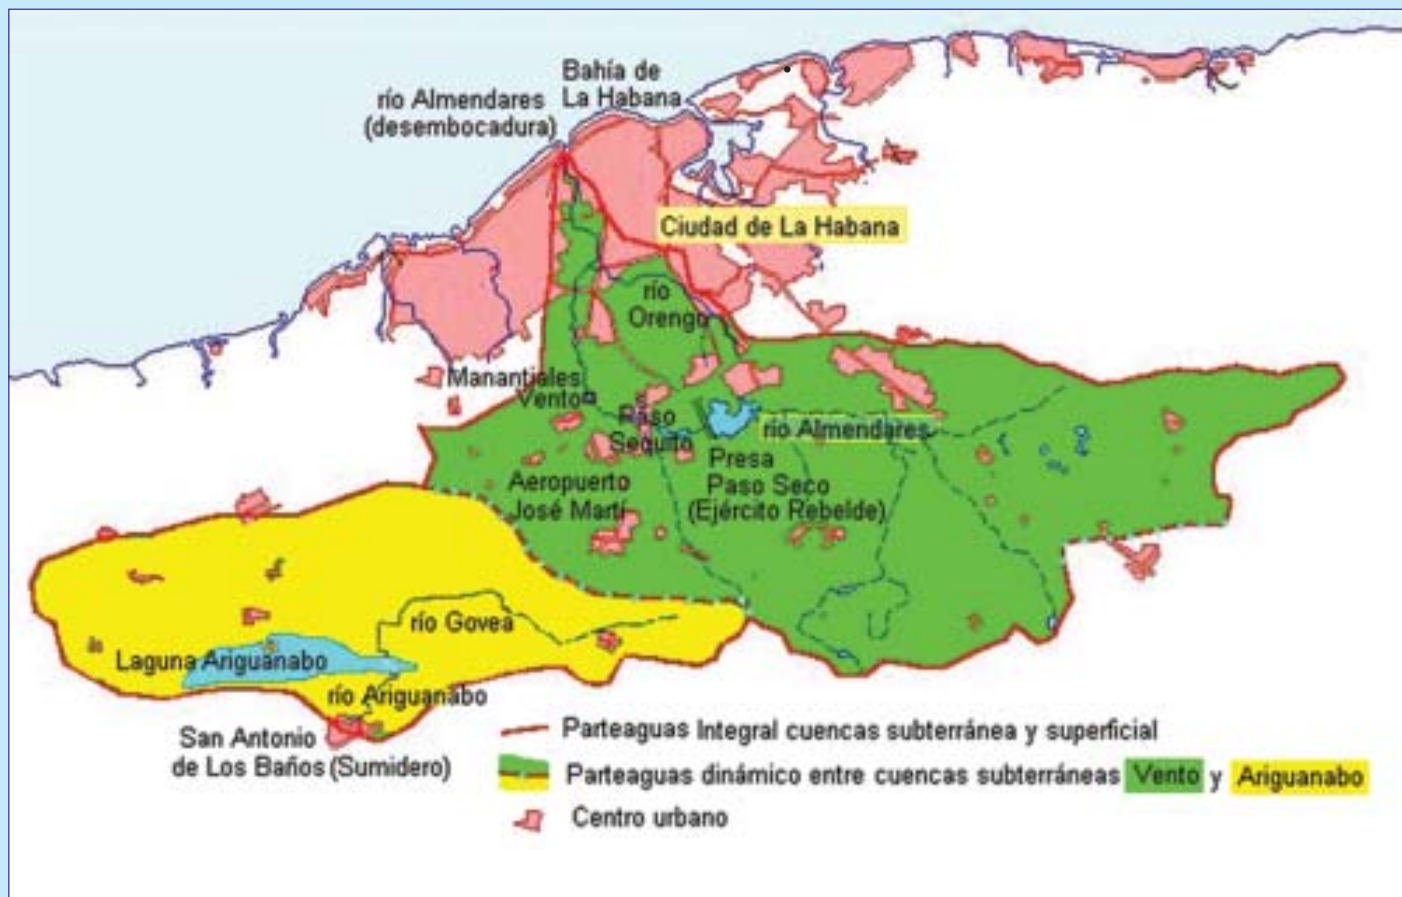 Bahía de
La Habana
río Almendares
(desembocadura)
Ciudad de La Habana
río
Orengo
Manantiales
Vento
Paso
Sequito
río Almendares
Presa
Paso Seco
(Ejército Rebelde)
Aeropuerto
José Martí
río Govea
Laguna Ariguanabo
río Ariguanabo
San Antonio
de Los Baños (Sumidero)
Parteaguas Integral cuencas subterránea y superficial
Parteaguas dinámico entre cuencas subterráneas Vento y Ariguanabo
Centro urbano